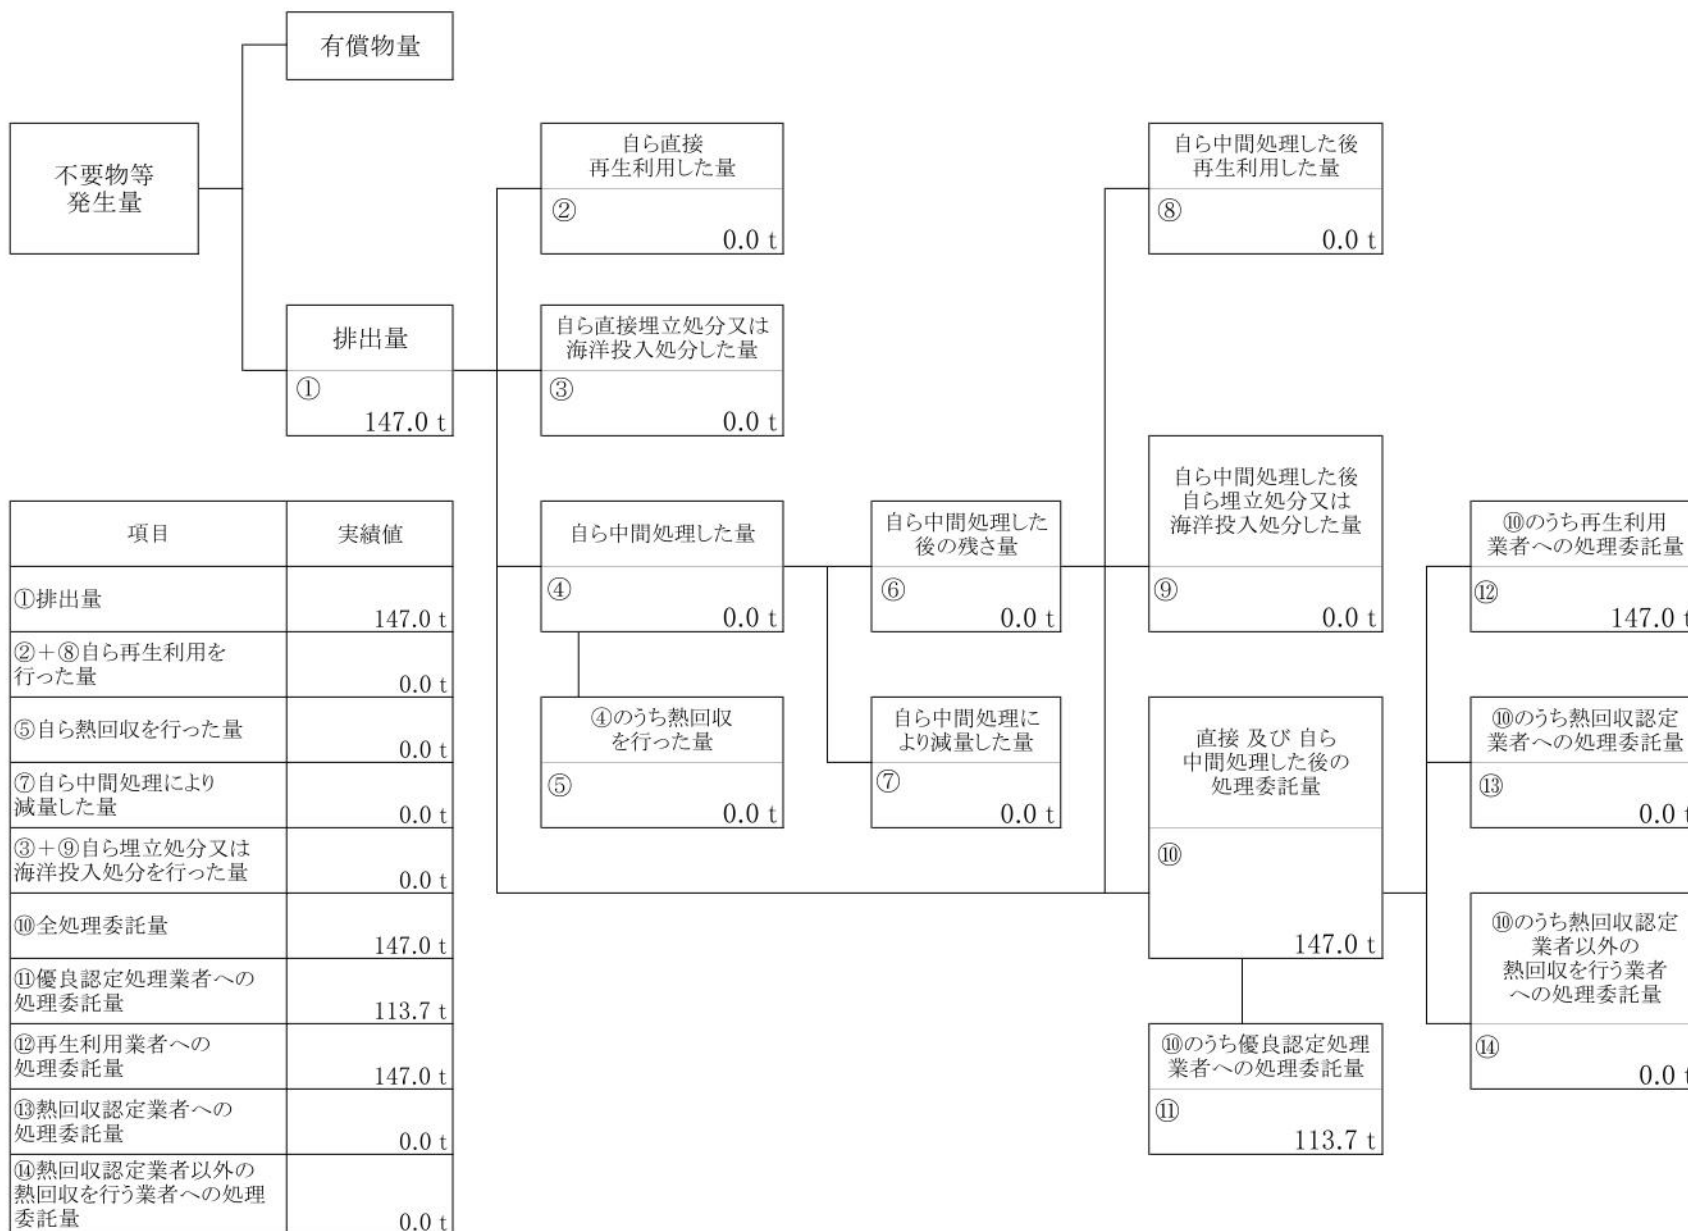 有償物量
不要物等
発生量
自ら直接
再生利用した量
②
0.0 t
自ら中間処理した後
再生利用した量
⑧
0.0 t
排出量
①
147.0 t
自ら直接埋立処分又は
海洋投入処分した量
③
0.0 t
自ら中間処理した量
④
0.0 t
自ら中間処理した
後の残さ量
⑥
0.0 t
自ら中間処理した後
自ら埋立処分又は
海洋投入処分した量
⑨
0.0 t
⑩のうち再生利用
業者への処理委託量
⑫
147.0 t
④のうち熱回収
を行った量
⑤
0.0 t
自ら中間処理に
より減量した量
⑦
0.0 t
直接 及び 自ら
中間処理した後の
処理委託量
⑩
147.0 t
⑩のうち熱回収認定
業者への処理委託量
⑬
0.0 t
⑩のうち熱回収認定
業者以外の
熱回収を行う業者
への処理委託量
⑭
0.0 t
⑩のうち優良認定処理
業者への処理委託量
⑪
113.7 t
項目 実績値
①排出量
147.0 t
②＋⑧自ら再生利用を
行った量
0.0 t
⑤自ら熱回収を行った量
0.0 t
⑦自ら中間処理により
減量した量
0.0 t
③＋⑨自ら埋立処分又は
海洋投入処分を行った量
0.0 t
⑩全処理委託量
147.0 t
⑪優良認定処理業者への
処理委託量
113.7 t
⑫再生利用業者への
処理委託量
147.0 t
⑬熱回収認定業者への
処理委託量
0.0 t
⑭熱回収認定業者以外の
熱回収を行う業者への処理
委託量
0.0 t